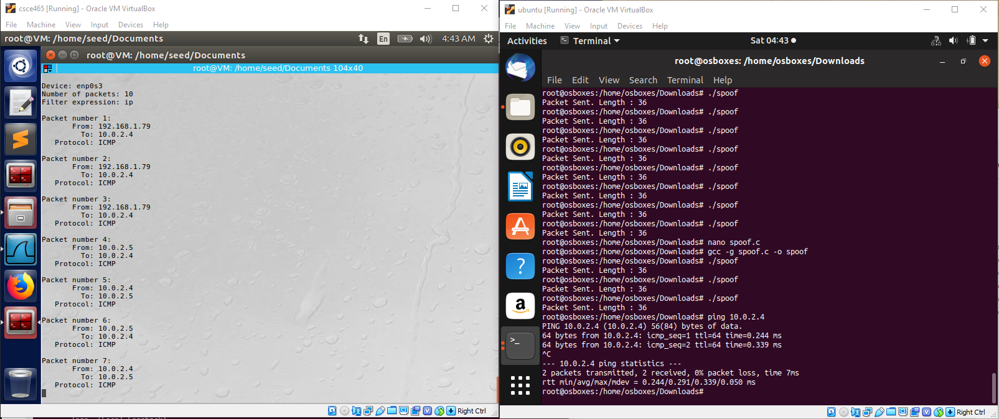 csce465 [Running] - Oracle VM VirtualBox
File Machine View Input Devices Help
root@VM: /home/seed/Documents
En
4:43 AM
root@VM: /home/seed/Documents
root@VM: /home/seed/Documents 104x40
Device: enp0s3
Number of packets: 10
Filter expression: ip
Packet number 1:
From: 192.168.1.79
To: 10.0.2.4
Protocol: ICMP
Packet number 2:
From: 192.168.1.79
To: 10.0.2.4
Protocol: ICMP
Packet number 3:
From: 192.168.1.79
To: 10.0.2.4
Protocol: ICMP
Packet number 4:
From: 10.0.2.5
To: 10.0.2.4
Protocol: ICMP
Packet number 5:
From: 10.0.2.4
To: 10.0.2.5
Protocol: ICMP
Packet number 6:
From: 10.0.2.5
To: 10.0.2.4
Protocol: ICMP
Packet number 7:
From: 10.0.2.4
To: 10.0.2.5
Protocol: ICMP
Right Ctrl
ubuntu [Running] - Oracle VM VirtualBox
File Machine View Input Devices Help
Activities
Terminal
Sat 04:43
root@osboxes: /home/osboxes/Downloads
File Edit View Search Terminal Help
root@osboxes:/home/osboxes/Downloads# ./spoof
Packet Sent. Length : 36
root@osboxes:/home/osboxes/Downloads# ./spoof
Packet Sent. Length : 36
root@osboxes:/home/osboxes/Downloads# ./spoof
Packet Sent. Length : 36
root@osboxes:/home/osboxes/Downloads# ./spoof
Packet Sent. Length : 36
root@osboxes:/home/osboxes/Downloads# ./spoof
Packet Sent. Length : 36
root@osboxes:/home/osboxes/Downloads# ./spoof
Packet Sent. Length : 36
root@osboxes:/home/osboxes/Downloads# ./spoof
Packet Sent. Length : 36
root@osboxes:/home/osboxes/Downloads# ./spoof
Packet Sent. Length : 36
root@osboxes:/home/osboxes/Downloads# nano spoof.c
root@osboxes:/home/osboxes/Downloads# gcc -g spoof.c -o spoof
root@osboxes:/home/osboxes/Downloads# ./spoof
Packet Sent. Length : 36
root@osboxes:/home/osboxes/Downloads# ./spoof
Packet Sent. Length : 36
root@osboxes:/home/osboxes/Downloads# ./spoof
Packet Sent. Length : 36
root@osboxes:/home/osboxes/Downloads# ping 10.0.2.4
PING 10.0.2.4 (10.0.2.4) 56(84) bytes of data.
64 bytes from 10.0.2.4: icmp_seq=1 ttl=64 time=0.244 ms
64 bytes from 10.0.2.4: icmp_seq=2 ttl=64 time=0.339 ms
^C
--- 10.0.2.4 ping statistics ---
2 packets transmitted, 2 received, 0% packet loss, time 7ms
rtt min/avg/max/mdev = 0.244/0.291/0.339/0.050 ms
root@osboxes:/home/osboxes/Downloads#
Right Ctrl